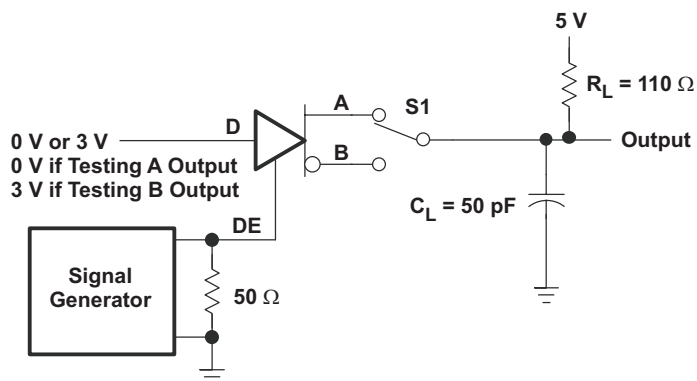 5 V
R_L = 110 Ω
A
S1
D
0 V or 3 V
0 V if Testing A Output
3 V if Testing B Output
B
Output
C_L = 50 pF
DE
Signal
Generator
50 Ω